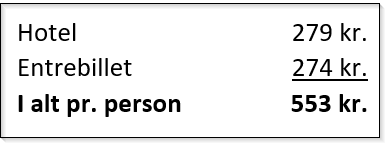 Hotel 279 kr.
Entrebillet 274 kr.
I alt pr. person 553 kr.